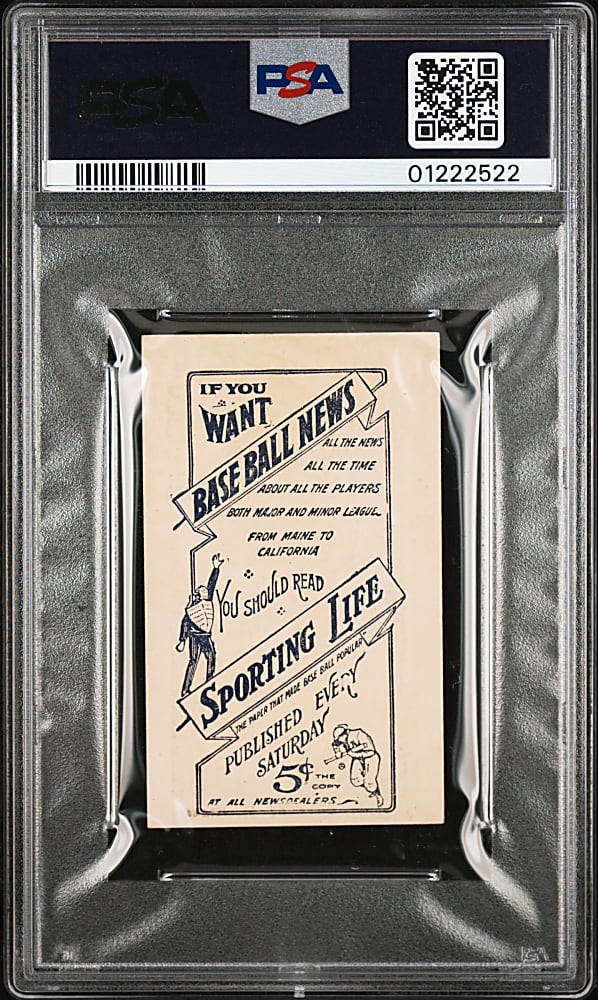 PSA
PSA
01222522
IF YOU
WANT
BASE BALL NEWS
ALL THE NEWS
ALL THE TIME
ABOUT ALL THE PLAYERS
BOTH MAJOR AND MINOR LEAGUE
FROM MAINE TO
CALIFORNIA
YOU SHOULD READ
SPORTING LIFE
THE PAPER THAT MADE BASE BALL POPULAR
PUBLISHED EVERY
SATURDAY
5¢ THE
COPY
AT ALL NEWSDEALERS